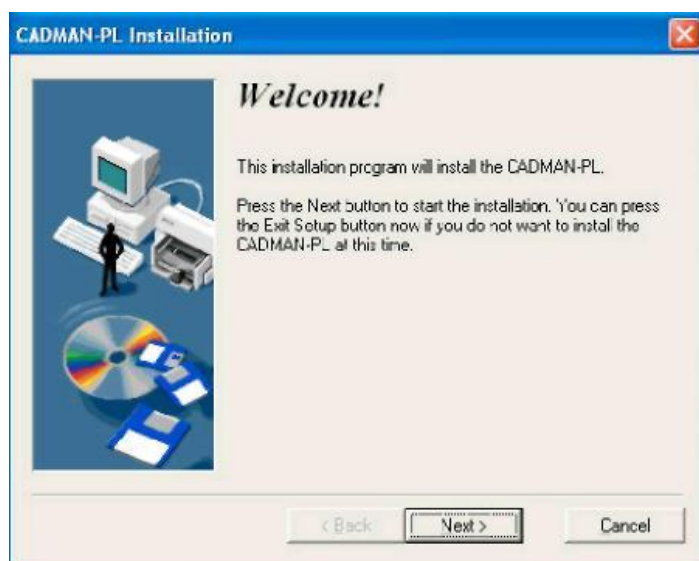 CADMAN-PL Installation
Welcome!
This installation program will install the CADMAN-PL.
Press the Next button to start the installation. You can press
the Exit Setup button now if you do not want to install the
CADMAN-PL at this time.
< Back
Next >
Cancel